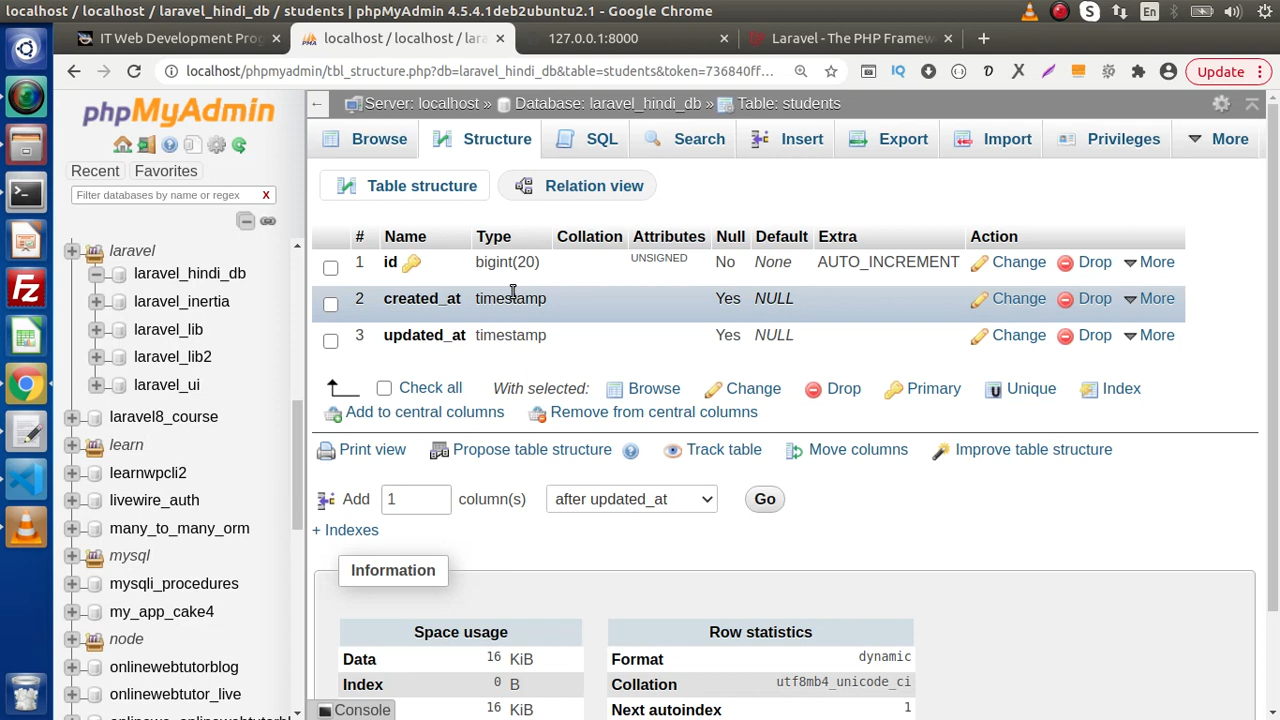 localhost / localhost / laravel_hindi_db / students | phpMyAdmin 4.5.4.1deb2ubuntu2.1 - Google Chrome
En
IT Web Development Pro
localhost / localhost / lara
127.0.0.1:8000
Laravel - The PHP Framew
localhost/phpmyadmin/tbl_structure.php?db=laravel_hindi_db&table=students&token=736840ff...
Update
phpMyAdmin
Recent Favorites
Filter databases by name or regex X
laravel
laravel_hindi_db
laravel_inertia
laravel_lib
laravel_lib2
laravel_ui
laravel8_course
learn
learnwpcli2
livewire_auth
many_to_many_orm
mysql
mysqli_procedures
my_app_cake4
node
onlinewebtutorblog
onlinewebtutor_live
Server: localhost » Database: laravel_hindi_db » Table: students
Browse Structure SQL Search Insert Export Import Privileges More
Table structure Relation view
# Name Type Collation Attributes Null Default Extra Action
1 id bigint(20) UNSIGNED No None AUTO_INCREMENT Change Drop More
2 created_at timestamp Yes NULL Change Drop More
3 updated_at timestamp Yes NULL Change Drop More
Check all With selected: Browse Change Drop Primary Unique Index
Add to central columns Remove from central columns
Print view Propose table structure Track table Move columns Improve table structure
Add 1 column(s) after updated_at Go
+ Indexes
Information
Space usage
Data 16 KiB
Index 0 B
16 KiB
Row statistics
Format dynamic
Collation utf8mb4_unicode_ci
Next autoindex 1
Console